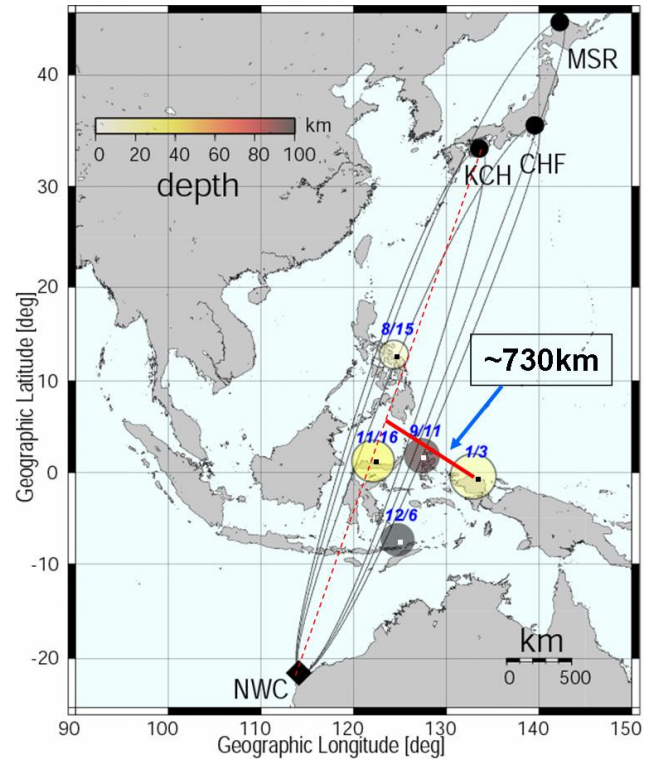 MSR
40
km
0 20 40 60 80 100
depth
KCH CHF
30
20
8/15
~730km
10
11/16 9/11 1/3
0
12/6
-10
km
0 500
-20
NWC
90 100 110 120 130 140 150
Geographic Longitude [deg]
Geographic Latitude [deg]